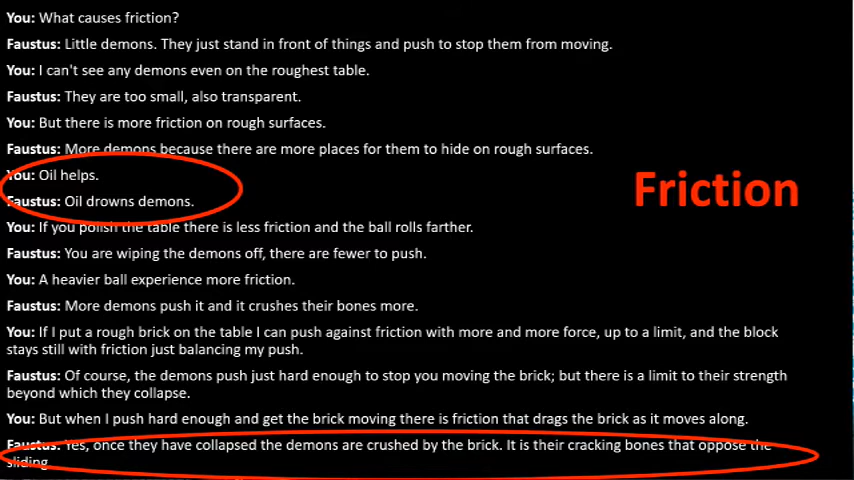 You: What causes friction?
Faustus: Little demons. They just stand in front of things and push to stop them from moving.
You: I can't see any demons even on the roughest table.
Faustus: They are too small, also transparent.
You: But there is more friction on rough surfaces.
Faustus: More demons because there are more places for them to hide on rough surfaces.
You: Oil helps.
Faustus: Oil drowns demons.
Friction
You: If you polish the table there is less friction and the ball rolls farther.
Faustus: You are wiping the demons off, there are fewer to push.
You: A heavier ball experience more friction.
Faustus: More demons push it and it crushes their bones more.
You: If I put a rough brick on the table I can push against friction with more and more force, up to a limit, and the block
stays still with friction just balancing my push.
Faustus: Of course, the demons push just hard enough to stop you moving the brick; but there is a limit to their strength
beyond which they collapse.
You: But when I push hard enough and get the brick moving there is friction that drags the brick as it moves along.
Faustus: Yes, once they have collapsed the demons are crushed by the brick. It is their cracking bones that oppose the
sliding.